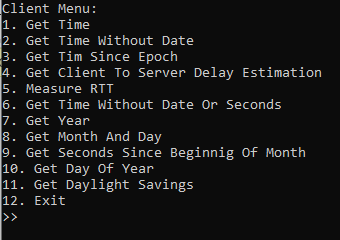 Client Menu:
1. Get Time
2. Get Time Without Date
3. Get Tim Since Epoch
4. Get Client To Server Delay Estimation
5. Measure RTT
6. Get Time Without Date Or Seconds
7. Get Year
8. Get Month And Day
9. Get Seconds Since Beginnig Of Month
10. Get Day Of Year
11. Get Daylight Savings
12. Exit
>>